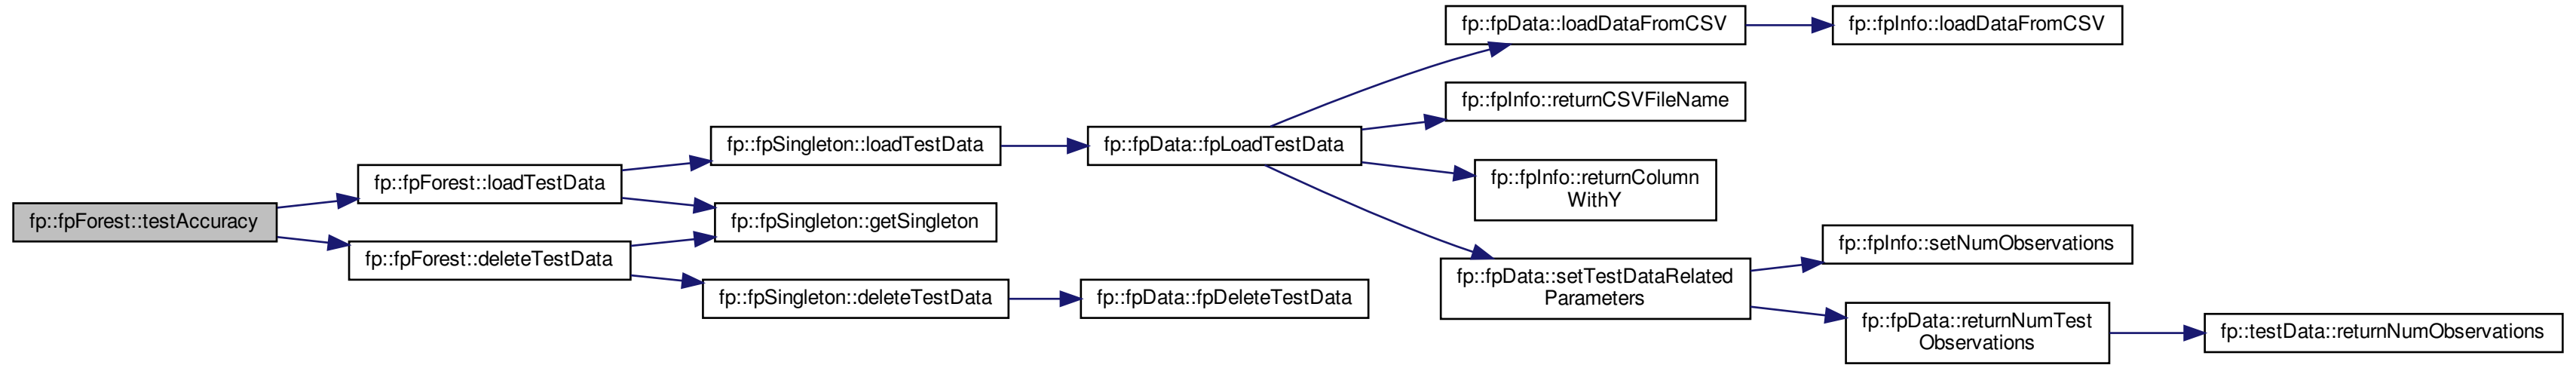 fp::fpForest::testAccuracy
fp::fpForest::loadTestData
fp::fpForest::deleteTestData
fp::fpSingleton::loadTestData
fp::fpSingleton::getSingleton
fp::fpSingleton::deleteTestData
fp::fpData::fpLoadTestData
fp::fpData::fpDeleteTestData
fp::fpData::loadDataFromCSV
fp::fpInfo::returnCSVFileName
fp::fpInfo::returnColumn
WithY
fp::fpData::setTestDataRelated
Parameters
fp::fpInfo::loadDataFromCSV
fp::fpInfo::setNumObservations
fp::fpData::returnNumTest
Observations
fp::testData::returnNumObservations